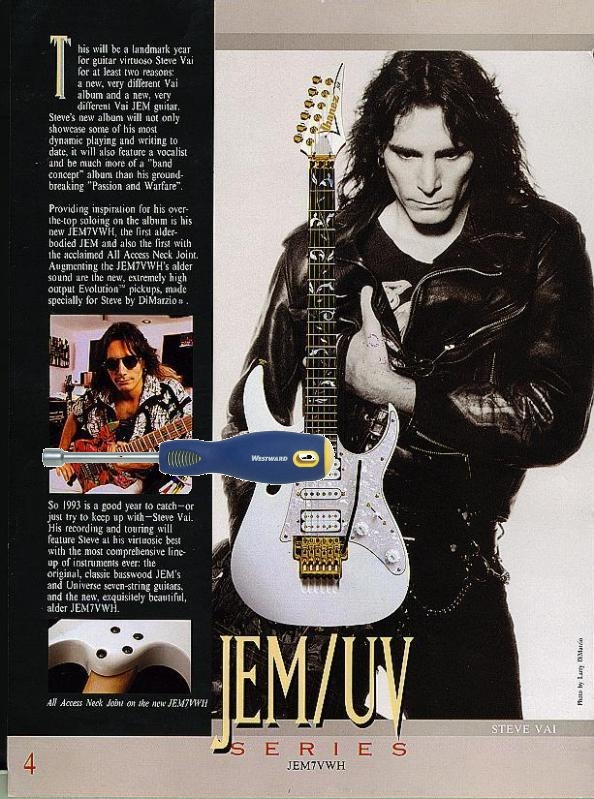 This will be a landmark year
for guitar virtuoso Steve Vai
for at least two reasons:
a new, very different Vai
album and a new, very
different Vai JEM guitar.
Steve's new album will not only
showcase some of his most
dynamic playing and writing to
date, it will also feature a vocalist
and be much more of a "band
concept" album than his ground-
breaking "Passion and Warfare".
Providing inspiration for his over-
the-top soloing on the album is his
new JEM7VWH, the first alder-
bodied JEM and also the first with
the acclaimed All Access Neck Joint.
Augmenting the JEM7VWH's alder
sound are the new, extremely high
output Evolution™ pickups, made
specially for Steve by DiMarzio®.
So 1993 is a good year to catch—or
just try to keep up with—Steve Vai.
His recording and touring will
feature Steve at his virtuosic best
with the most comprehensive line-
up of instruments ever: the
original, classic basswood JEM's
and Universe seven-string guitars,
and the new, exquisitely beautiful,
alder JEM7VWH.
All Access Neck Joint on the new JEM7VWH
4
Ibanez
WESTWARD
JEM/UV
SERIES
JEM7VWH
STEVE VAI
Photo by Larry DiMarzio